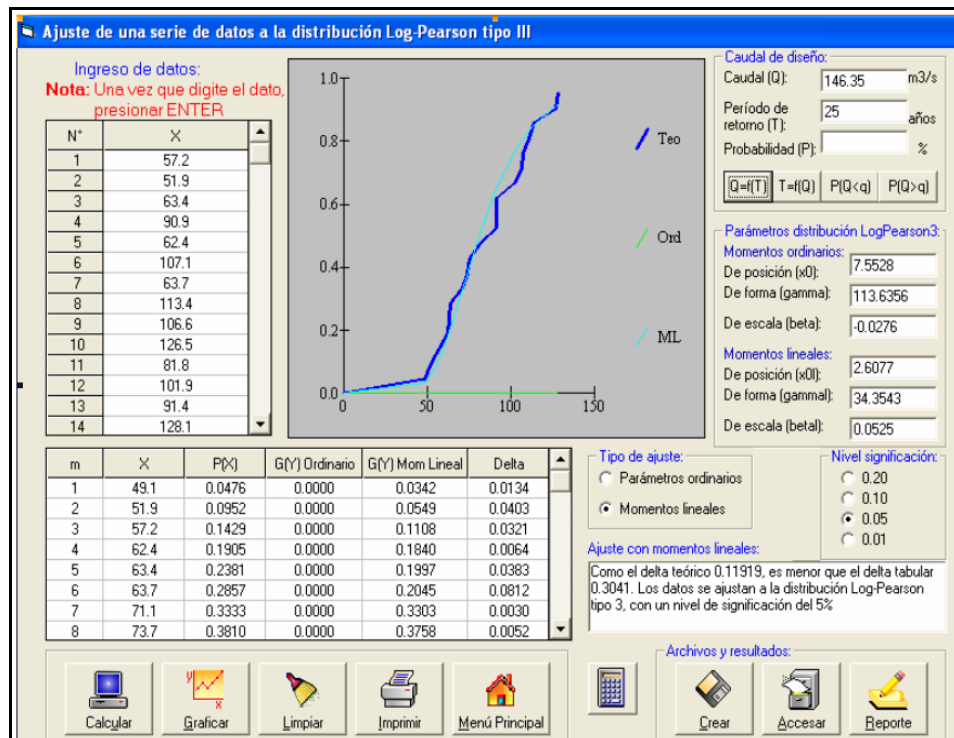 Ajuste de una serie de datos a la distribución Log-Pearson tipo III
Ingreso de datos:
Nota: Una vez que digite el dato,
presionar ENTER
N° X
1 57.2
2 51.9
3 63.4
4 90.9
5 62.4
6 107.1
7 63.7
8 113.4
9 106.6
10 126.5
11 81.8
12 101.9
13 91.4
14 128.1
1.0
0.8
0.6
0.4
0.2
0.0
0 50 100 150
Teo
Ord
ML
Caudal de diseño:
Caudal (Q): 146.35 m3/s
Período de
retorno (T): 25 años
Probabilidad (P): %
Q=f(T) T=f(Q) P(Q<q) P(Q>q)
Parámetros distribución LogPearson3:
Momentos ordinarios:
De posición (x0): 7.5528
De forma (gamma): 113.6356
De escala (beta): -0.0276
Momentos lineales:
De posición (x0l): 2.6077
De forma (gammal): 34.3543
De escala (betal): 0.0525
m X P(X) G(Y) Ordinario G(Y) Mom Lineal Delta
1 49.1 0.0476 0.0000 0.0342 0.0134
2 51.9 0.0952 0.0000 0.0549 0.0403
3 57.2 0.1429 0.0000 0.1108 0.0321
4 62.4 0.1905 0.0000 0.1840 0.0064
5 63.4 0.2381 0.0000 0.1997 0.0383
6 63.7 0.2857 0.0000 0.2045 0.0812
7 71.1 0.3333 0.0000 0.3303 0.0030
8 73.7 0.3810 0.0000 0.3758 0.0052
Tipo de ajuste:
Parámetros ordinarios
Momentos lineales
Nivel significación:
0.20
0.10
0.05
0.01
Ajuste con momentos lineales:
Como el delta teórico 0.11919, es menor que el delta tabular
0.3041. Los datos se ajustan a la distribución Log-Pearson
tipo 3, con un nivel de significación del 5%
Calcular Graficar Limpiar Imprimir Menú Principal
Archivos y resultados:
Crear Accesar Reporte